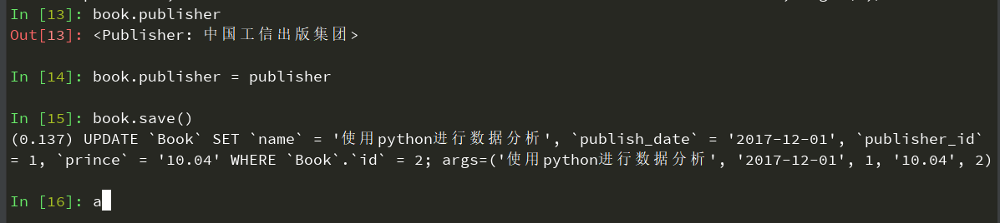 In [13]: book.publisher
Out[13]: <Publisher: 中国工信出版集团>
In [14]: book.publisher = publisher
In [15]: book.save()
(0.137) UPDATE `Book` SET `name` = '使用python进行数据分析', `publish_date` = '2017-12-01', `publisher_id`
= 1, `prince` = '10.04' WHERE `Book`.`id` = 2; args=('使用python进行数据分析', '2017-12-01', 1, '10.04', 2)
In [16]: a